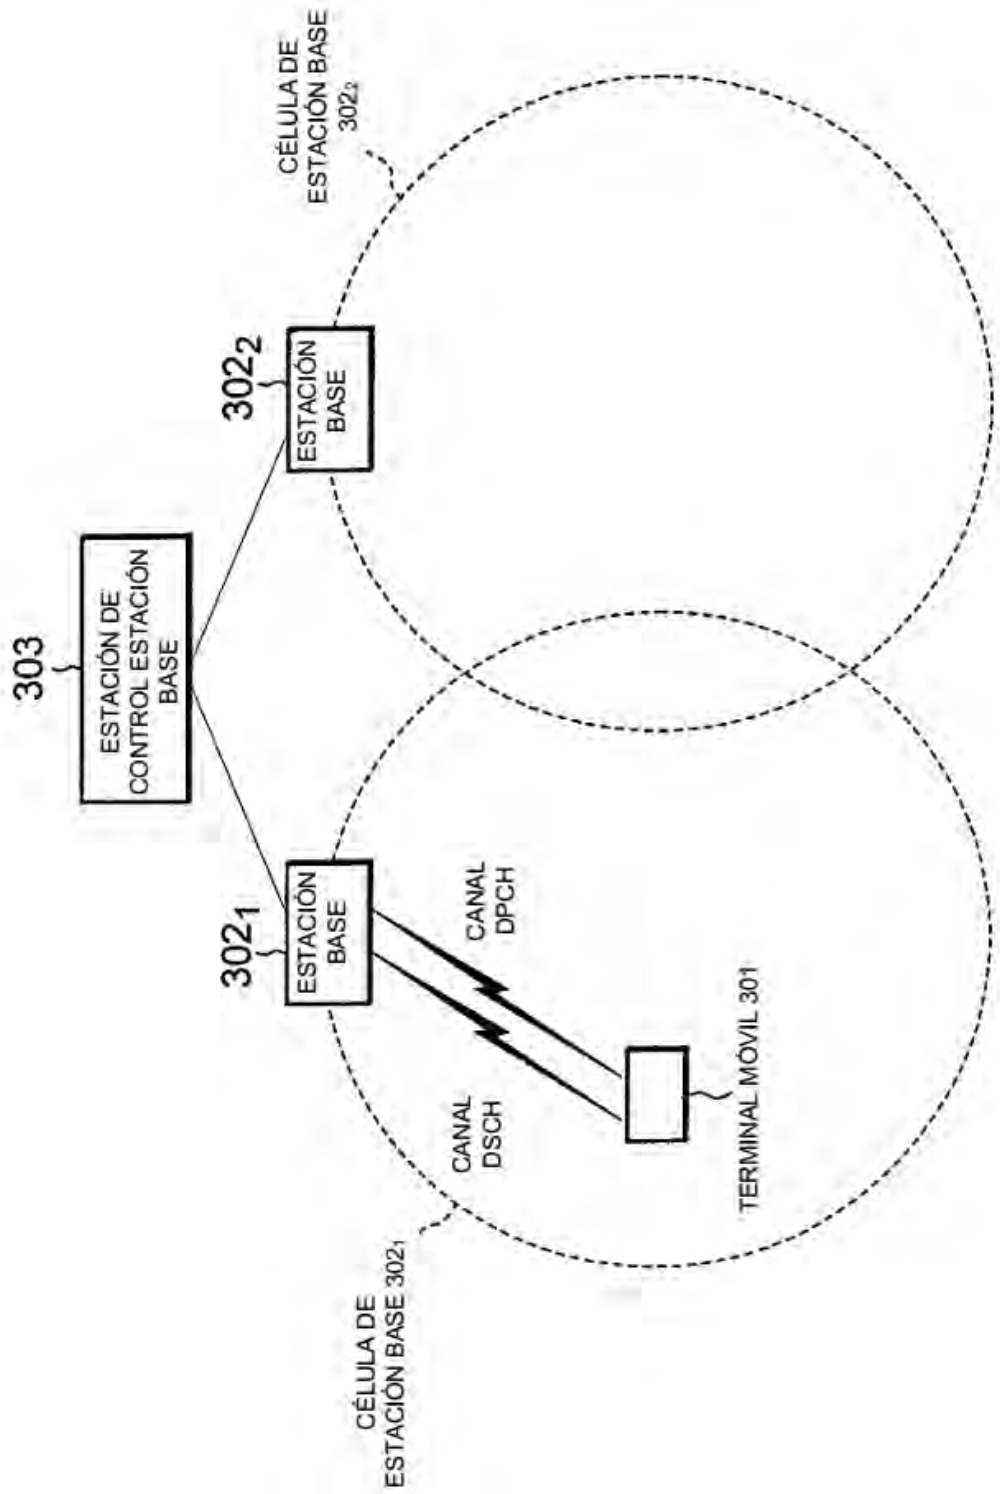 303
ESTACIÓN DE
CONTROL ESTACIÓN
BASE
302₁
ESTACIÓN
BASE
302₂
ESTACIÓN
BASE
CÉLULA DE
ESTACIÓN BASE
302₂
CÉLULA DE
ESTACIÓN BASE 302₁
CANAL
DSCH
CANAL
DPCH
TERMINAL MÓVIL 301